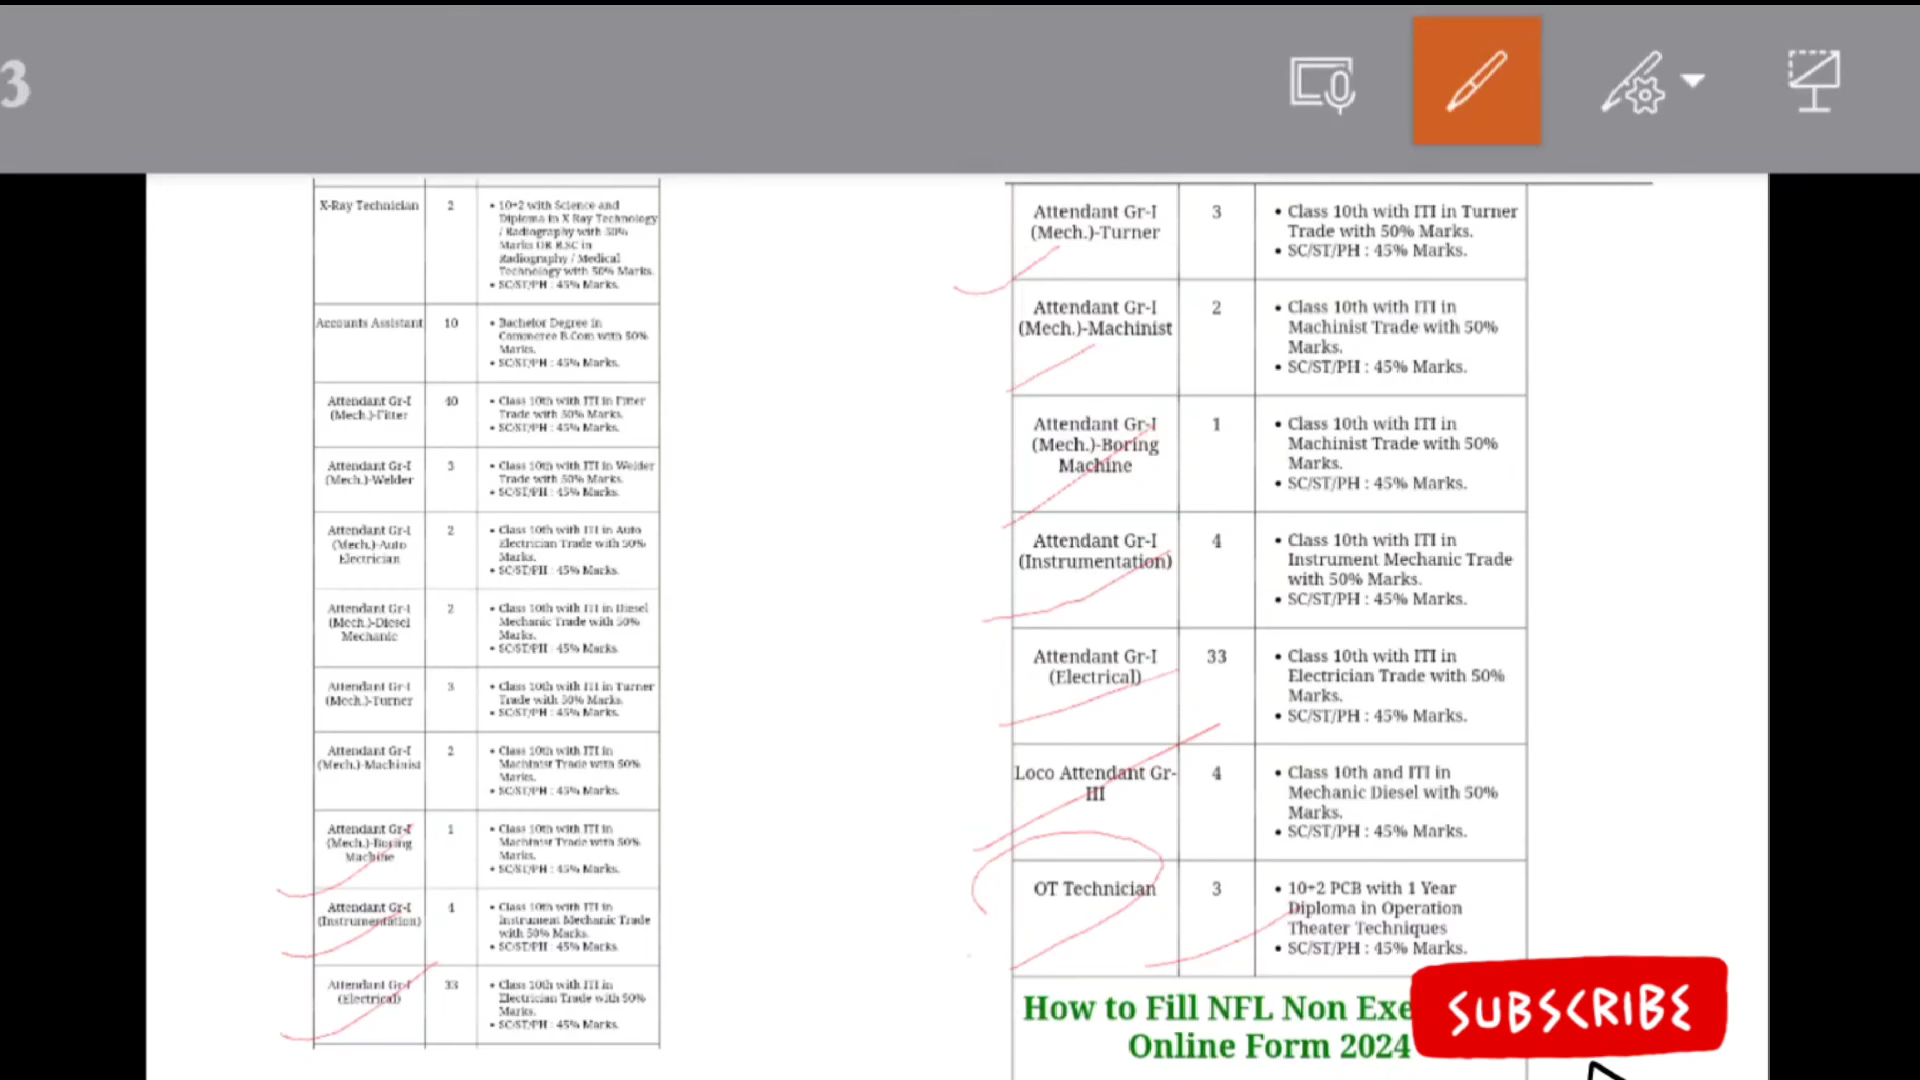 3
X-Ray Technician
2
• 10+2 with Science and
Diploma in X Ray Technology
/ Radiography with 50%
Marks OR B.SC in
Radiography / Medical
Technology with 50% Marks.
• SC/ST/PH : 45% Marks.
Accounts Assistant
10
• Bachelor Degree in
Commerce B.Com with 50%
Marks.
• SC/ST/PH : 45% Marks.
Attendant Gr-I
(Mech.)-Fitter
40
• Class 10th with ITI in Fitter
Trade with 50% Marks.
• SC/ST/PH : 45% Marks.
Attendant Gr-I
(Mech.)-Welder
3
• Class 10th with ITI in Welder
Trade with 50% Marks.
• SC/ST/PH : 45% Marks.
Attendant Gr-I
(Mech.)-Auto
Electrician
2
• Class 10th with ITI in Auto
Electrician Trade with 50%
Marks.
• SC/ST/PH : 45% Marks.
Attendant Gr-I
(Mech.)-Diesel
Mechanic
2
• Class 10th with ITI in Diesel
Mechanic Trade with 50%
Marks.
• SC/ST/PH : 45% Marks.
Attendant Gr-I
(Mech.)-Turner
3
• Class 10th with ITI in Turner
Trade with 50% Marks.
• SC/ST/PH : 45% Marks.
Attendant Gr-I
(Mech.)-Machinist
2
• Class 10th with ITI in
Machinist Trade with 50%
Marks.
• SC/ST/PH : 45% Marks.
Attendant Gr-I
(Mech.)-Boring
Machine
1
• Class 10th with ITI in
Machinist Trade with 50%
Marks.
• SC/ST/PH : 45% Marks.
Attendant Gr-I
(Instrumentation)
4
• Class 10th with ITI in
Instrument Mechanic Trade
with 50% Marks.
• SC/ST/PH : 45% Marks.
Attendant Gr-I
(Electrical)
33
• Class 10th with ITI in
Electrician Trade with 50%
Marks.
• SC/ST/PH : 45% Marks.
Attendant Gr-I
(Mech.)-Turner
3
• Class 10th with ITI in Turner
Trade with 50% Marks.
• SC/ST/PH : 45% Marks.
Attendant Gr-I
(Mech.)-Machinist
2
• Class 10th with ITI in
Machinist Trade with 50%
Marks.
• SC/ST/PH : 45% Marks.
Attendant Gr-I
(Mech.)-Boring
Machine
1
• Class 10th with ITI in
Machinist Trade with 50%
Marks.
• SC/ST/PH : 45% Marks.
Attendant Gr-I
(Instrumentation)
4
• Class 10th with ITI in
Instrument Mechanic Trade
with 50% Marks.
• SC/ST/PH : 45% Marks.
Attendant Gr-I
(Electrical)
33
• Class 10th with ITI in
Electrician Trade with 50%
Marks.
• SC/ST/PH : 45% Marks.
Loco Attendant Gr-
III
4
• Class 10th and ITI in
Mechanic Diesel with 50%
Marks.
• SC/ST/PH : 45% Marks.
OT Technician
3
• 10+2 PCB with 1 Year
Diploma in Operation
Theater Techniques
• SC/ST/PH : 45% Marks.
How to Fill NFL Non Exe
Online Form 2024
SUBSCRIBE